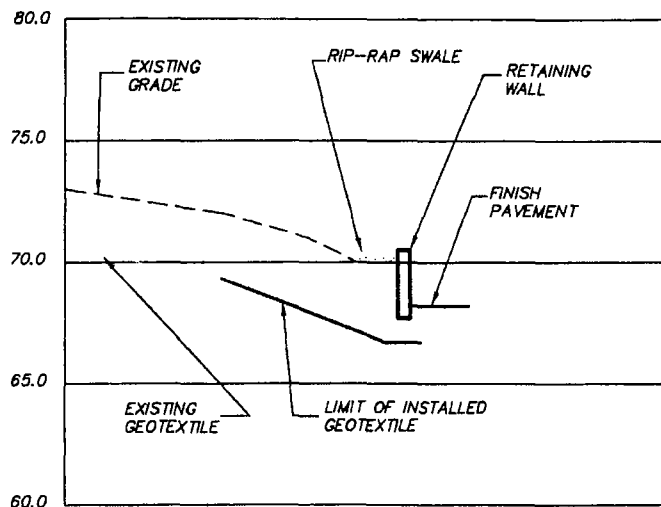 80.0
EXISTING
GRADE
RIP-RAP SWALE
RETAINING
WALL
75.0
FINISH
PAVEMENT
70.0
65.0
EXISTING
GEOTEXTILE
LIMIT OF INSTALLED
GEOTEXTILE
60.0